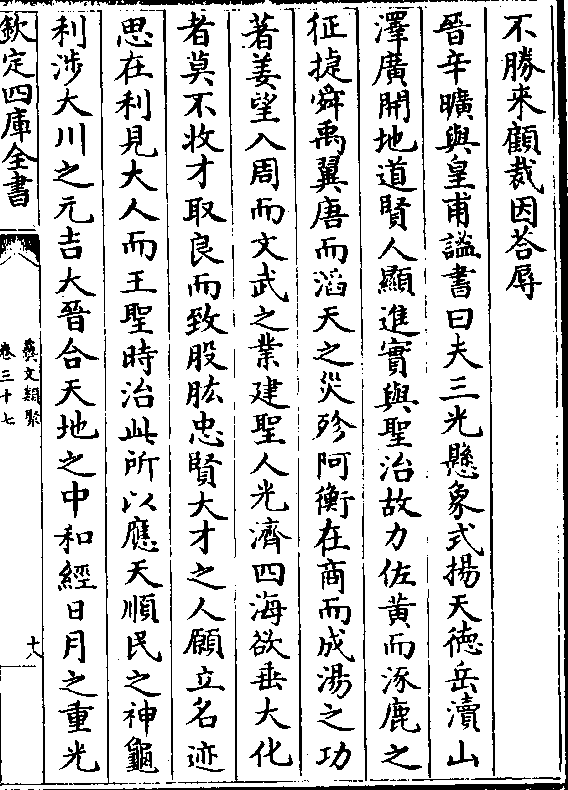 不勝来顧裁因荅辱
晉辛曠與皇甫謐書曰夫三光懸象式揚天徳岳瀆山
澤廣開地道賢人顯進實與聖治故力佐黄而涿鹿之
征捷舜禹翼唐而滔天之災殄阿衡在商而成湯之功
著姜望入周而文武之業建聖人光濟四海欲垂大化
者莫不收才取良而致股肱忠賢大才之人願立名迹
思在利見大人而王聖時治此所以應天順民之神龜
利涉大川之元吉大晉合天地之中和經日月之重光
欽定四庫全書
藝文類聚
卷三十七
十八